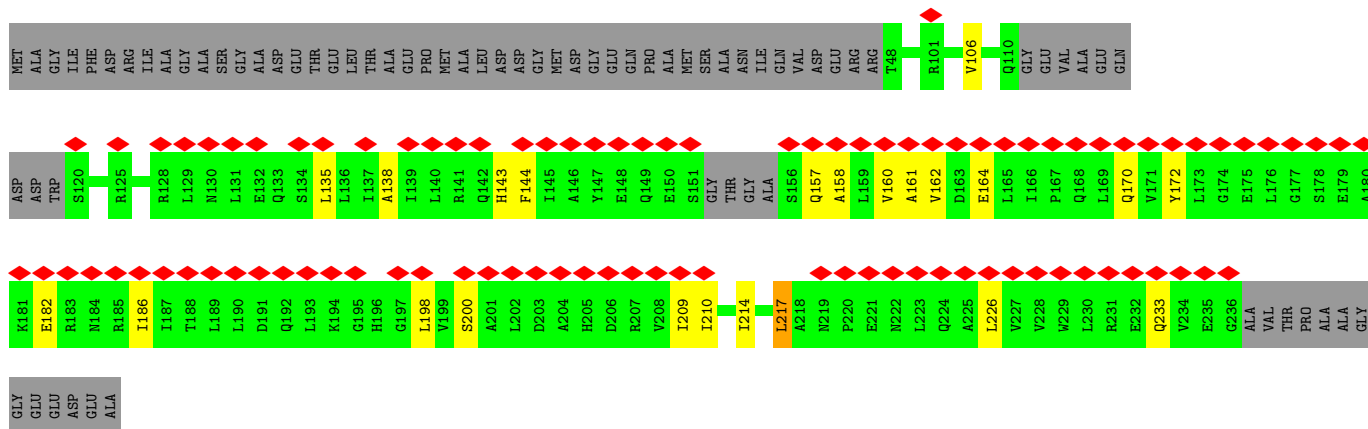 MET ALA GLY ILE PHE ASP ARG ILE ALA GLY ALA SER GLY ALA ASP GLU THR GLU LEU THR ALA GLU PRO MET ALA LEU ASP ASP GLY MET ASP GLY GLU GLN PRO ALA MET SER ALA ASN ILE GLN VAL ASP GLU ARG ARG T48 R101 V106 Q110 GLY GLU VAL ALA GLU GLN
ASP ASP TRP S120 R125 R128 L129 N130 L131 E132 Q133 S134 L135 L136 I137 A138 I139 L140 R141 Q142 H143 F144 I145 A146 Y147 E148 Q149 E150 S151 GLY THR GLY ALA S156 Q157 A158 L159 V160 A161 V162 D163 E164 L165 I166 P167 Q168 L169 Q170 V171 Y172 L173 G174 E175 L176 G177 S178 E179 A180
K181 E182 R183 N184 R185 I186 I187 T188 L189 L190 D191 Q192 L193 K194 G195 H196 G197 L198 V199 S200 A201 L202 D203 A204 H205 D206 R207 V208 I209 I210 I214 L217 A218 N219 P220 E221 N222 L223 Q224 A225 L226 V227 V228 W229 L230 R231 E232 Q233 V234 E235 G236 ALA VAL THR PRO ALA ALA GLY
GLY GLU GLU ASP GLU ALA